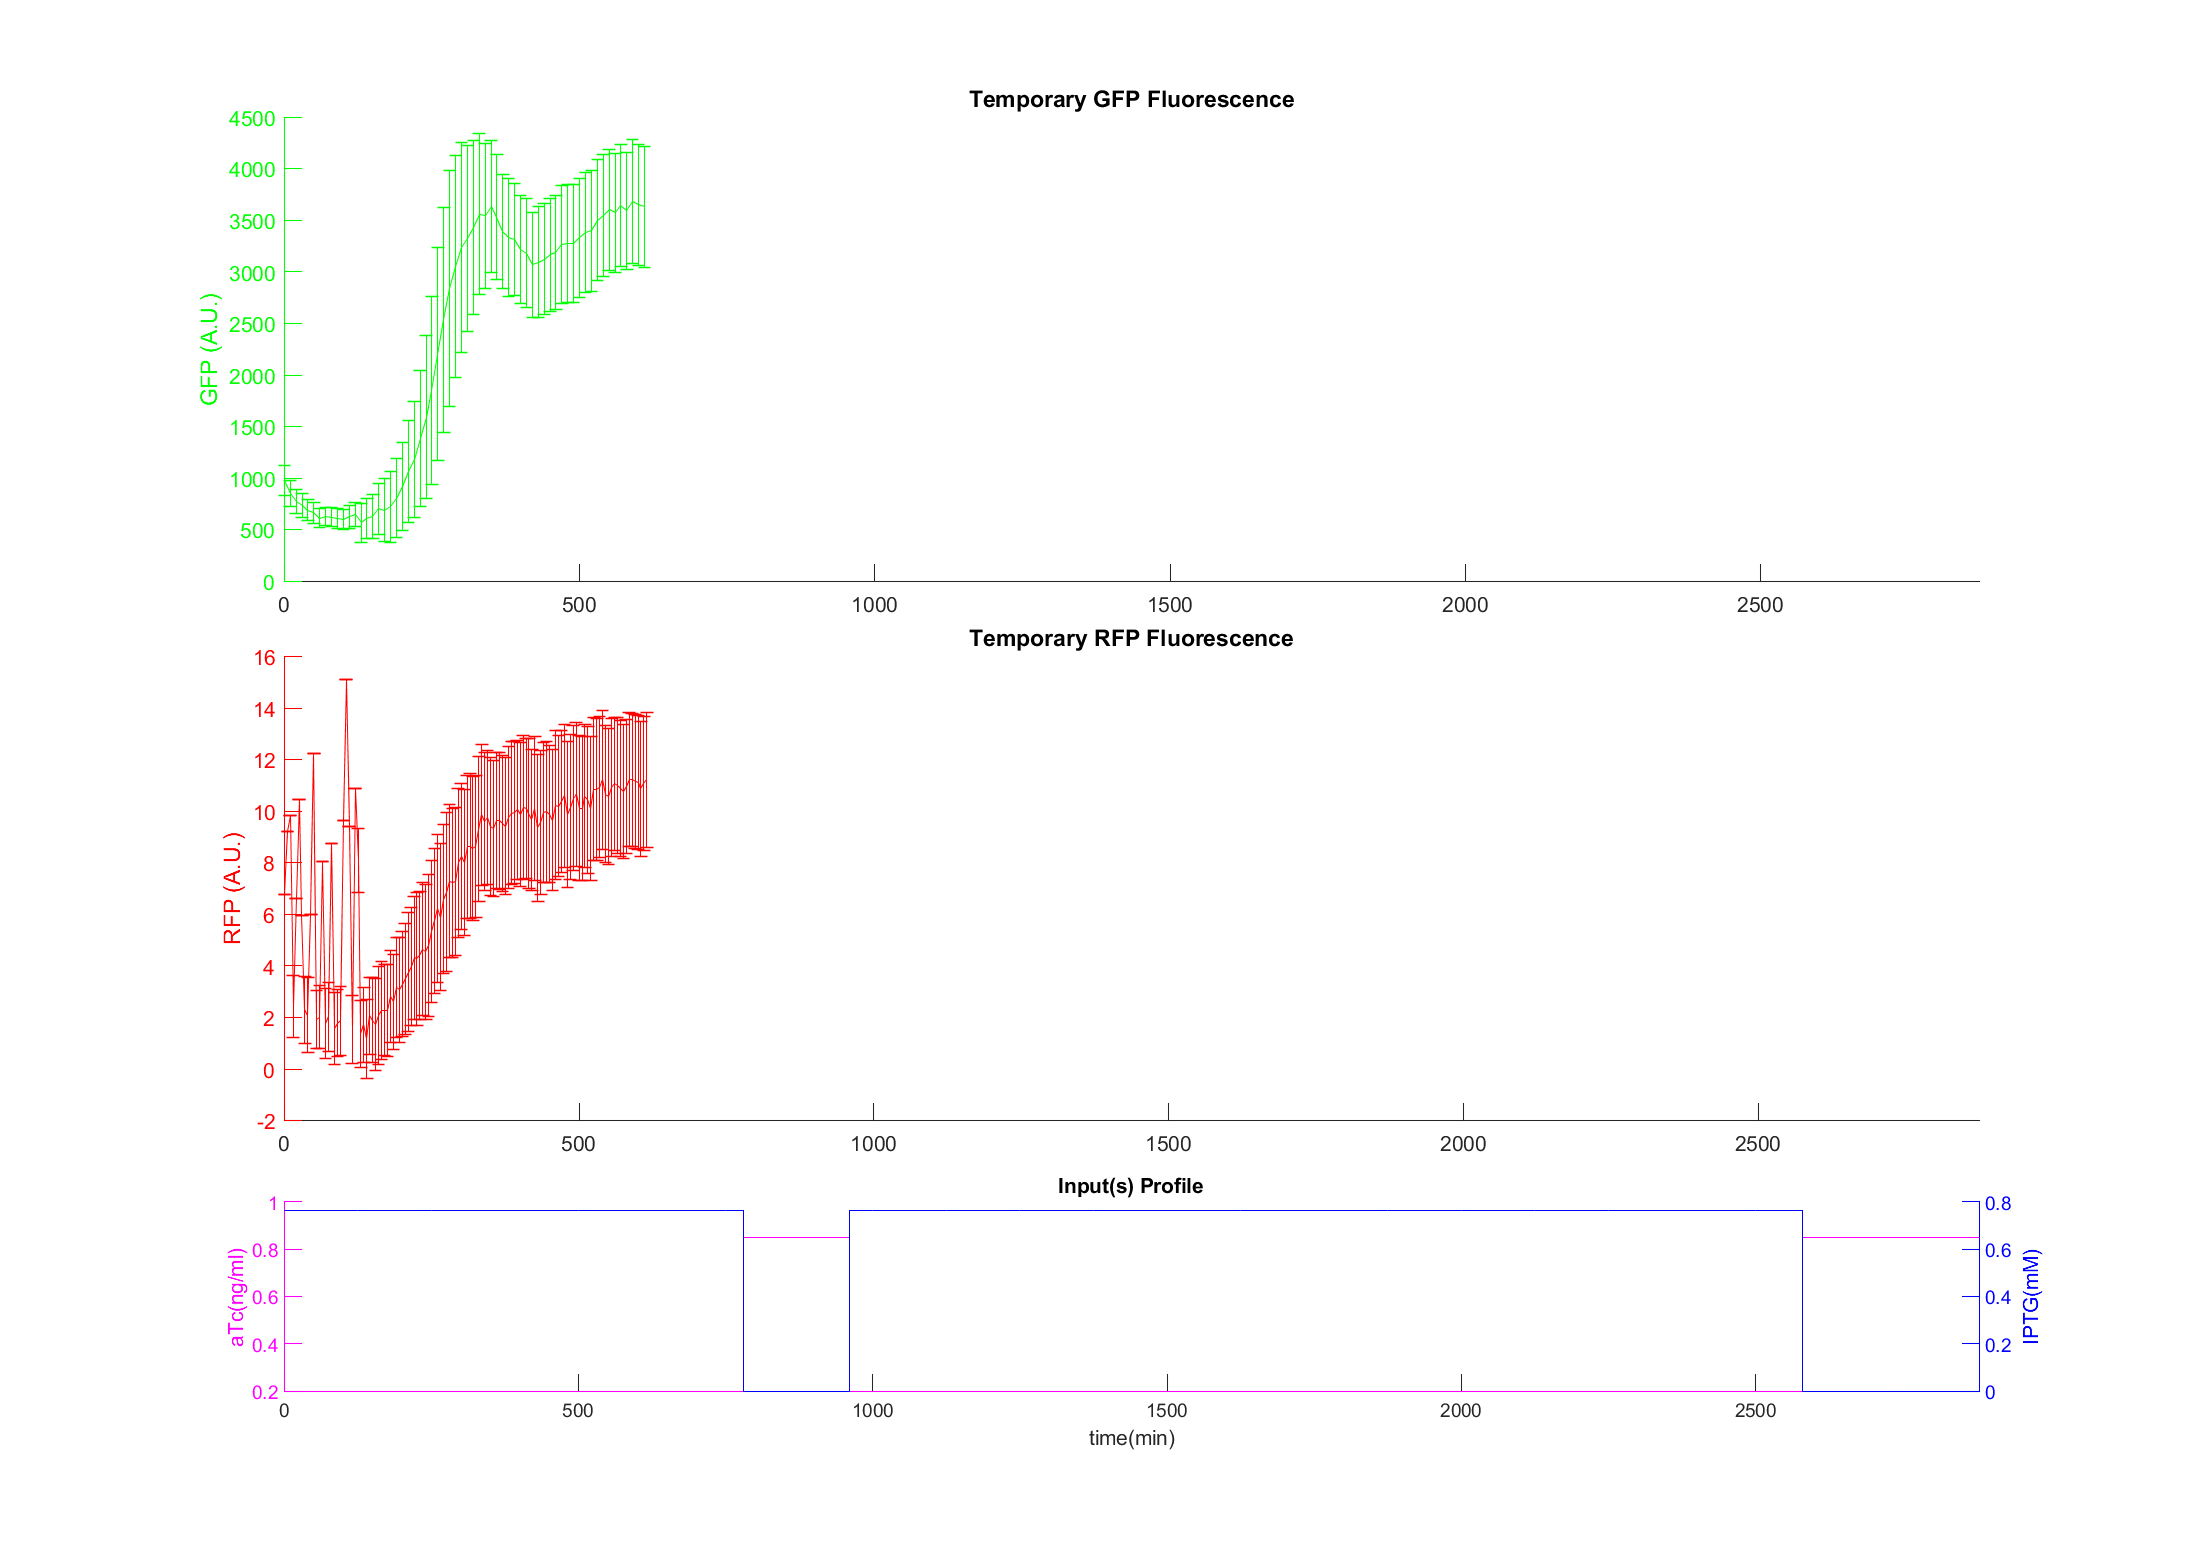 Temporary GFP Fluorescence
GFP (A.U.)
4500
4000
3500
3000
2500
2000
1500
1000
500
0
0 500 1000 1500 2000 2500
Temporary RFP Fluorescence
RFP (A.U.)
16
14
12
10
8
6
4
2
0
-2
0 500 1000 1500 2000 2500
Input(s) Profile
aTc(ng/ml)
1
0.8
0.6
0.4
0.2
0.8
0.6
0.4
0.2
0
IPTG(mM)
0 500 1000 1500 2000 2500
time(min)